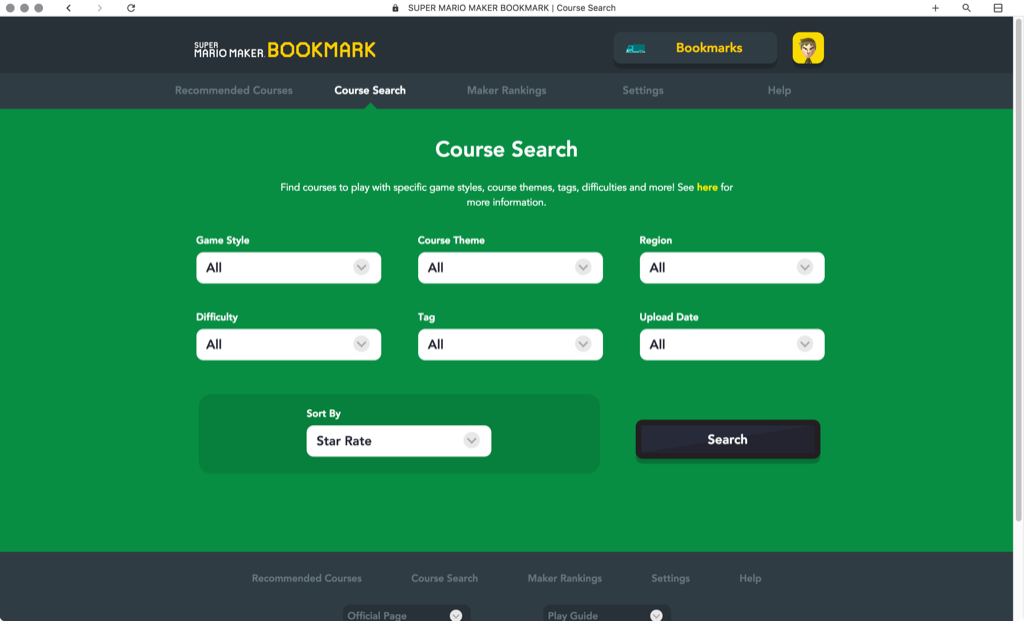 SUPER MARIO MAKER BOOKMARK | Course Search
SUPER
MARIO MAKER BOOKMARK
Bookmarks
Recommended Courses
Course Search
Maker Rankings
Settings
Help
Course Search
Find courses to play with specific game styles, course themes, tags, difficulties and more! See here for
more information.
Game Style
Course Theme
Region
All
All
All
Difficulty
Tag
Upload Date
All
All
All
Sort By
Star Rate
Search
Recommended Courses
Course Search
Maker Rankings
Settings
Help
Official Page
Play Guide